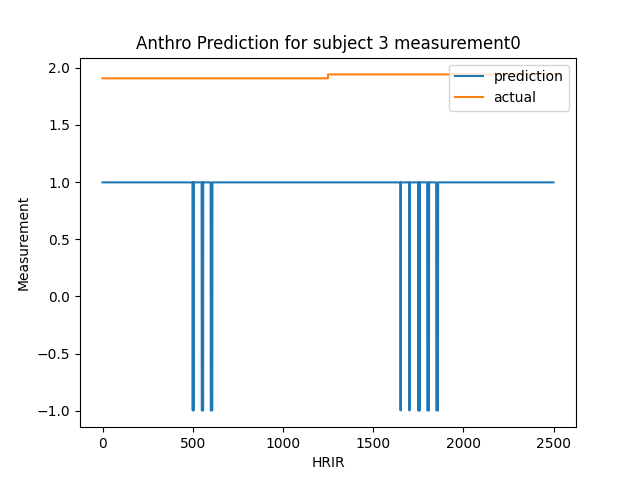 Anthro Prediction for subject 3 measurement0
prediction
actual
Measurement
2.0
1.5
1.0
0.5
0.0
−0.5
−1.0
0
500
1000
1500
2000
2500
HRIR